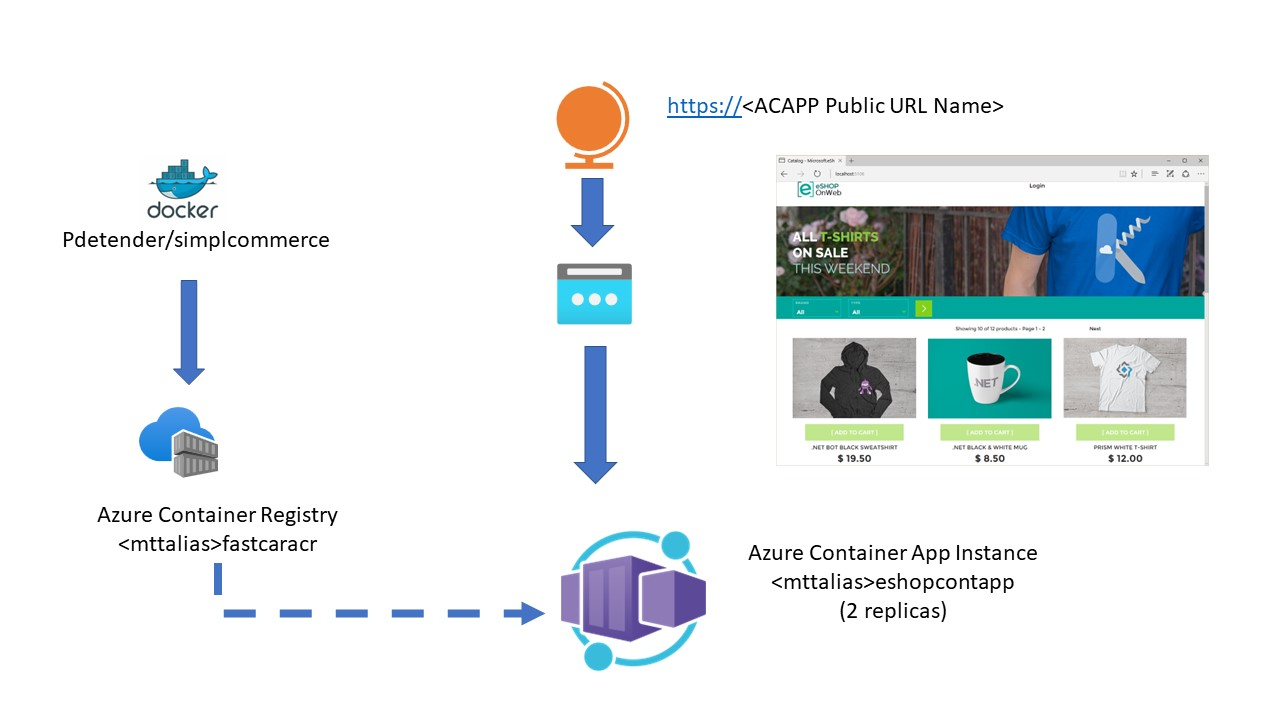 https://<ACAPP Public URL Name>
docker
Pdetender/simplcommerce
Azure Container Registry
<mttalias>fastcaracr
Azure Container App Instance
<mttalias>eshopcontapp
(2 replicas)
Catalog - Microsoft.eSh
localhost
eSHOP
OnWeb
Login
ALL T-SHIRTS
ON SALE
THIS WEEKEND
BRAND
All
TYPE
All
Showing 10 of 12 products - Page 1 - 2
Next
.NET
[ ADD TO CART ]
[ ADD TO CART ]
[ ADD TO CART ]
.NET BOT BLACK SWEATSHIRT
.NET BLACK & WHITE MUG
PRISM WHITE T-SHIRT
$ 19.50
$ 8.50
$ 12.00